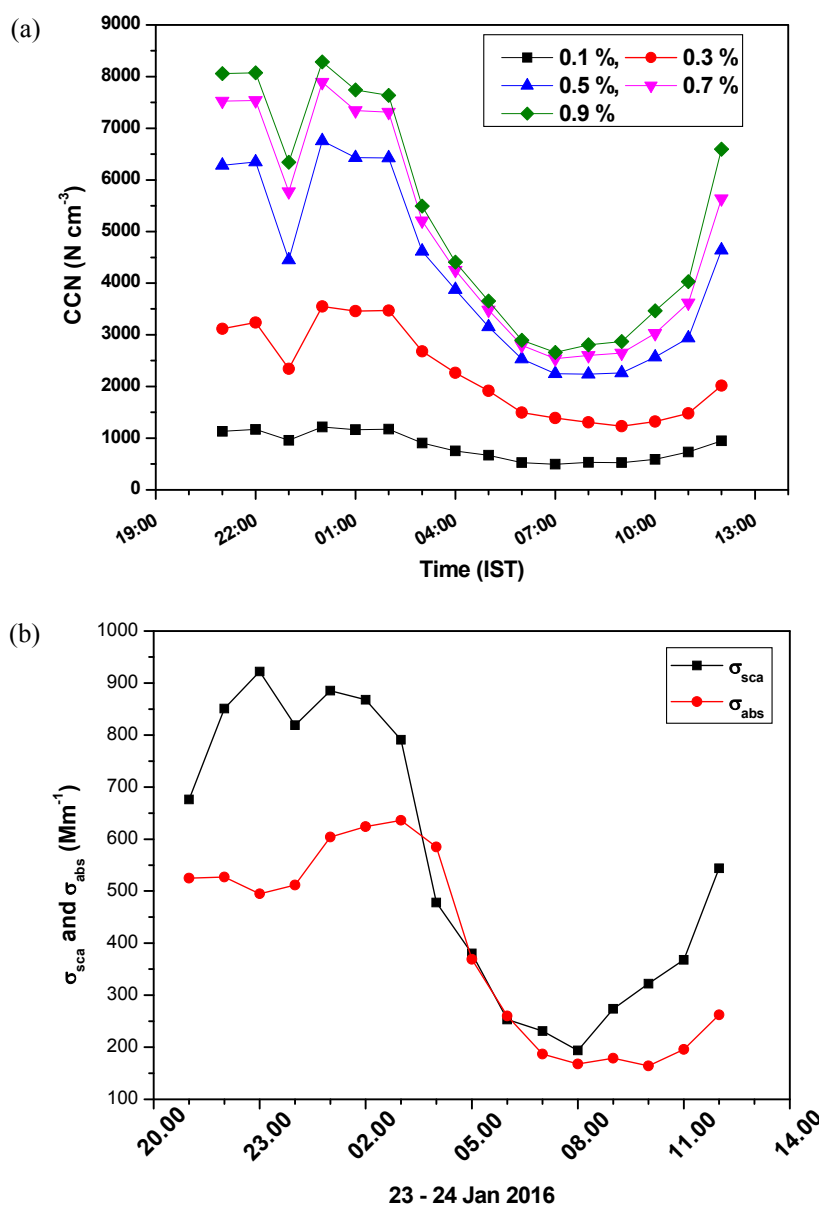 (a)
9000
8000
7000
6000
5000
4000
3000
2000
1000
0
CCN (N cm⁻³)
0.1 %, 0.3 %
0.5 %, 0.7 %
0.9 %
19:00 22:00 01:00 04:00 07:00 10:00 13:00
Time (IST)
(b)
1000
900
800
700
600
500
400
300
200
100
σsca and σabs (Mm⁻¹)
σsca
σabs
20.00 23.00 02.00 05.00 08.00 11.00 14.00
23 - 24 Jan 2016